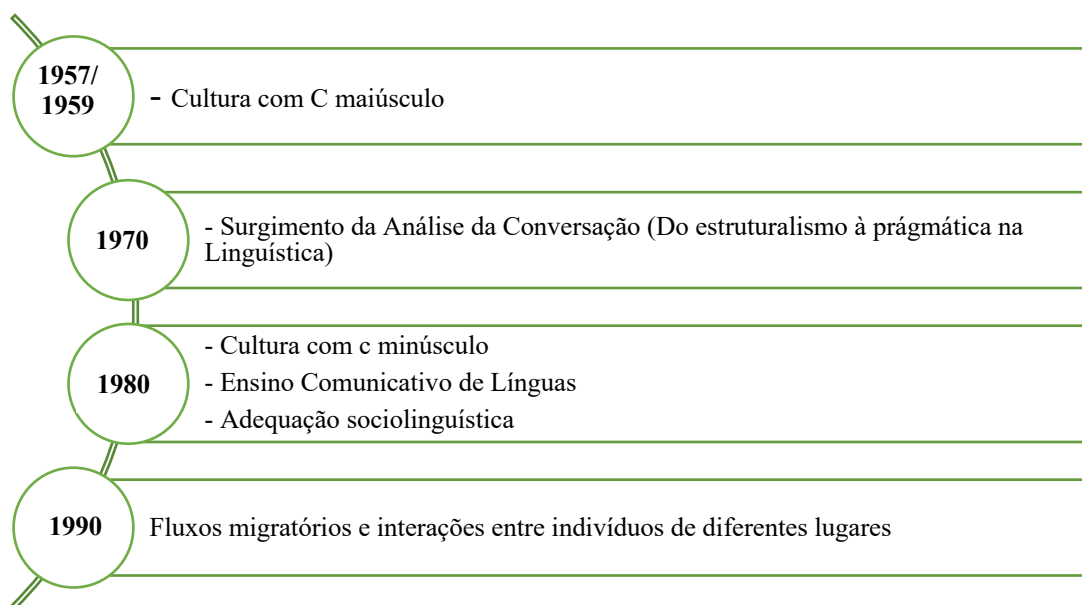 1957/
1959
- Cultura com C maiúsculo
1970
- Surgimento da Análise da Conversação (Do estruturalismo à prágmática na
Linguística)
1980
- Cultura com c minúsculo
- Ensino Comunicativo de Línguas
- Adequação sociolinguística
1990
Fluxos migratórios e interações entre indivíduos de diferentes lugares